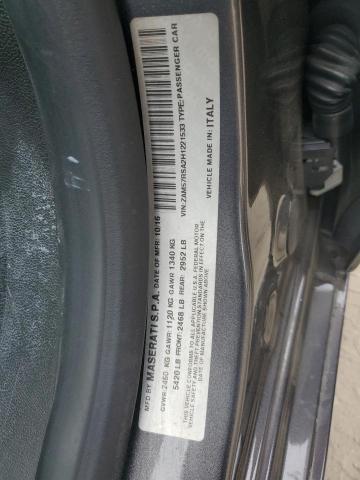 MFD BY MASERATI S.P.A. DATE OF MFR: 10/16
GVWR: 2460 KG GAWR: 1120 KG GAWR 1340 KG
5420 LB FRONT: 2468 LB REAR: 2952 LB
THIS VEHICLE CONFORMS TO ALL APPLICABLE U.S.A. FEDERAL MOTOR
VEHICLE SAFETY AND THEFT PREVENTION STANDARDS IN EFFECT ON THE
DATE OF MANUFACTURE SHOWN ABOVE.
VIN: ZAM57RSA2H1221533 TYPE: PASSENGER CAR
VEHICLE MADE IN: ITALY